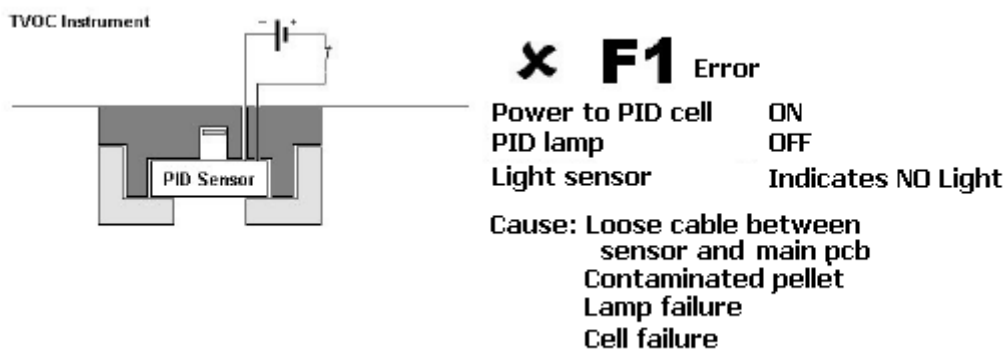 TVOC Instrument
- +
PID Sensor
✘ F1 Error
Power to PID cell ON
PID lamp OFF
Light sensor Indicates NO Light
Cause: Loose cable between
sensor and main pcb
Contaminated pellet
Lamp failure
Cell failure